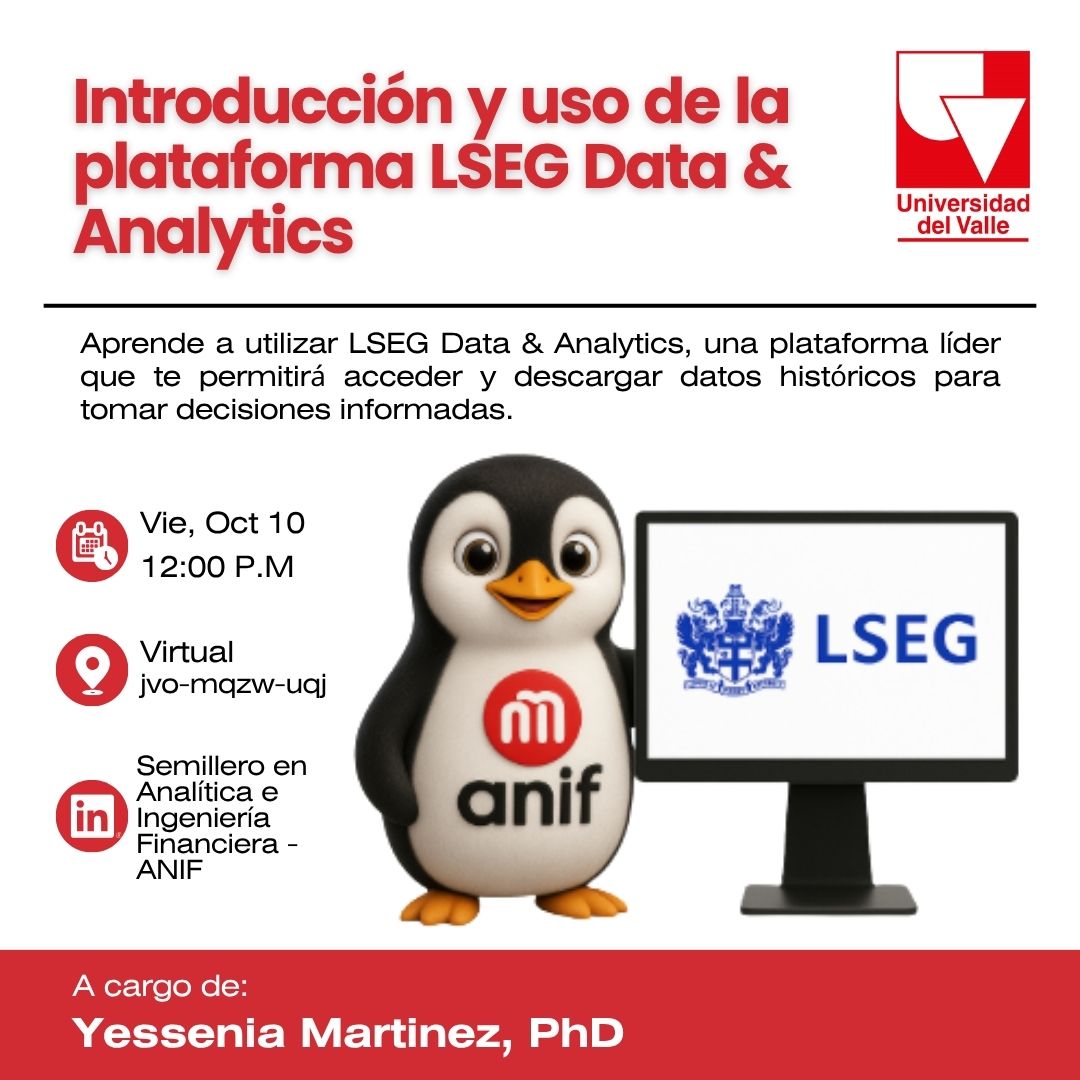 Introducción y uso de la
plataforma LSEG Data &
Analytics
Universidad
del Valle
Aprende a utilizar LSEG Data & Analytics, una plataforma líder
que te permitirá acceder y descargar datos históricos para
tomar decisiones informadas.
Vie, Oct 10
12:00 P.M
Virtual
jvo-mqzw-uqj
in
Semillero en
Analítica e
Ingeniería
Financiera -
ANIF
anif
LSEG
A cargo de:
Yessenia Martinez, PhD